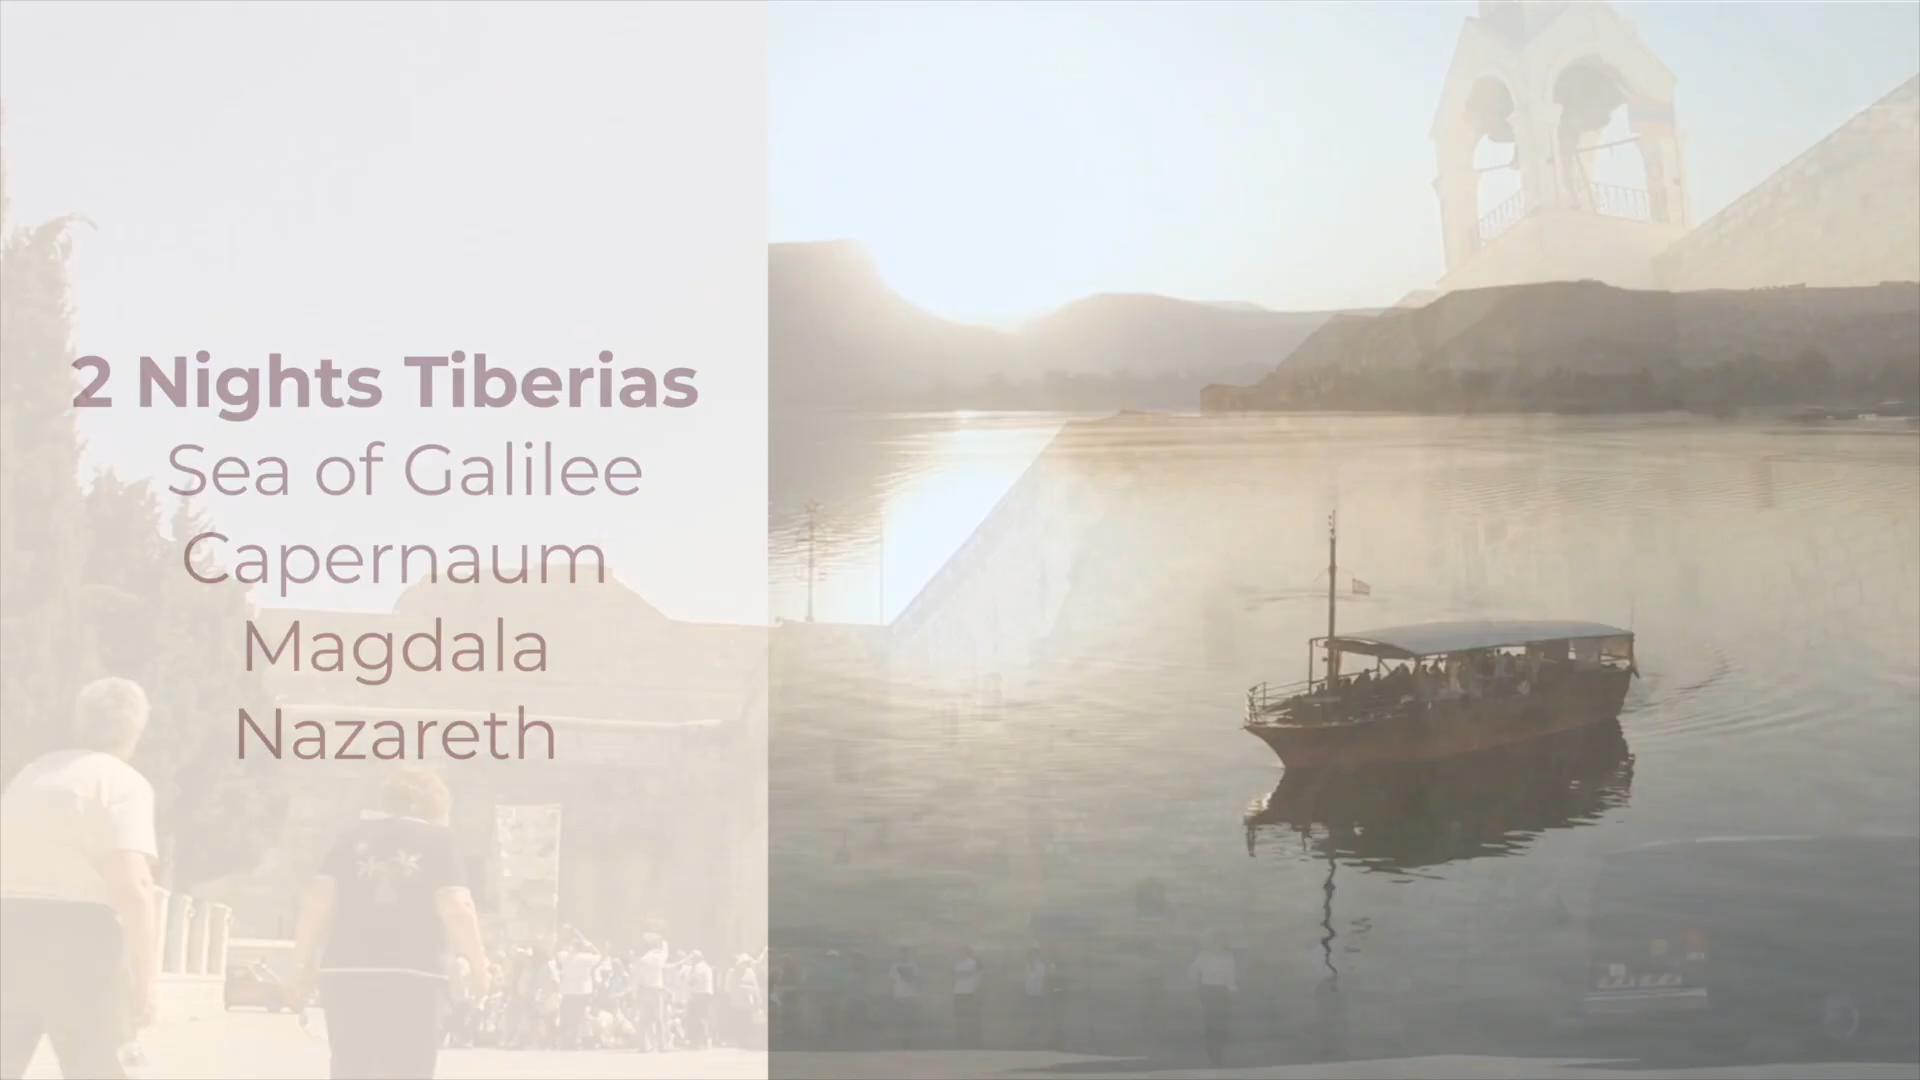 2 Nights Tiberias
Sea of Galilee
Capernaum
Magdala
Nazareth